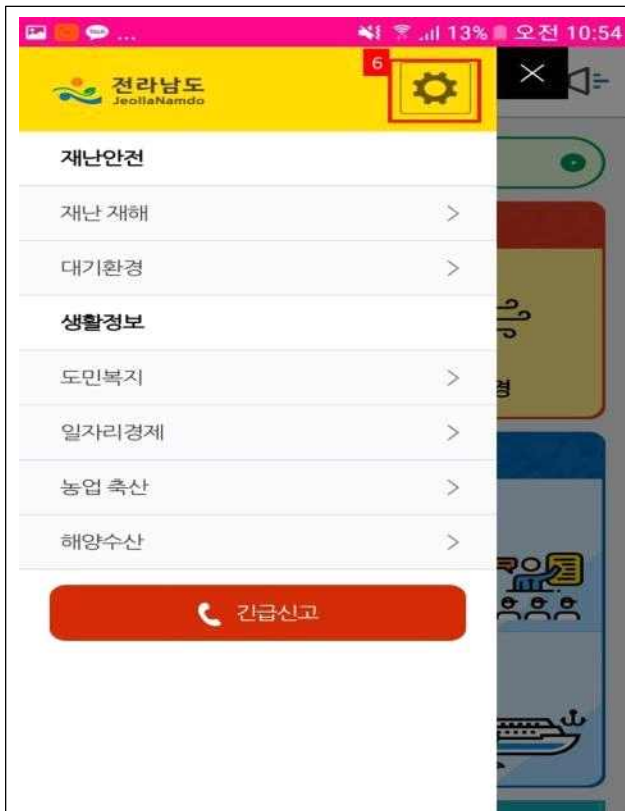 ... 13% 오전 10:54
6
전라남도
JeollaNamdo
재난안전
재난 재해
대기환경
생활정보
도민복지
경
일자리경제
농업 축산
해양수산
긴급신고